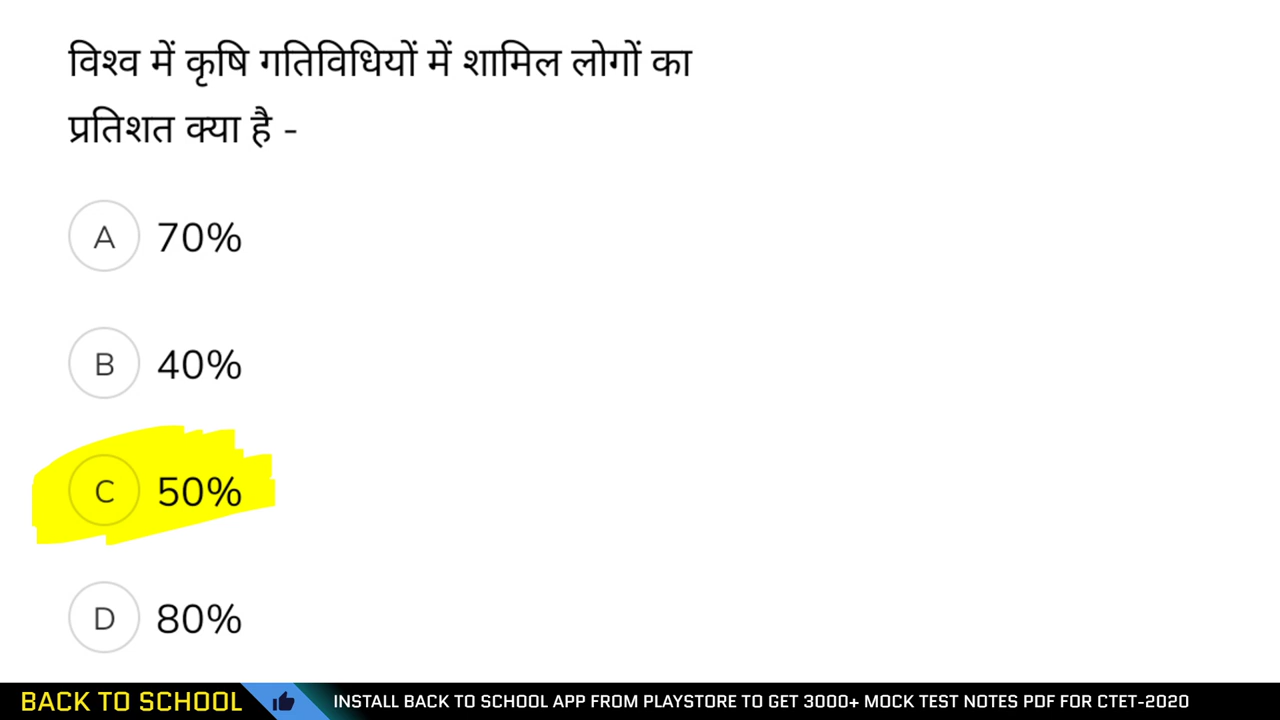 विश्व में कृषि गतिविधियों में शामिल लोगों का
प्रतिशत क्या है -
A 70%
B 40%
C 50%
D 80%
BACK TO SCHOOL INSTALL BACK TO SCHOOL APP FROM PLAYSTORE TO GET 3000+ MOCK TEST NOTES PDF FOR CTET-2020